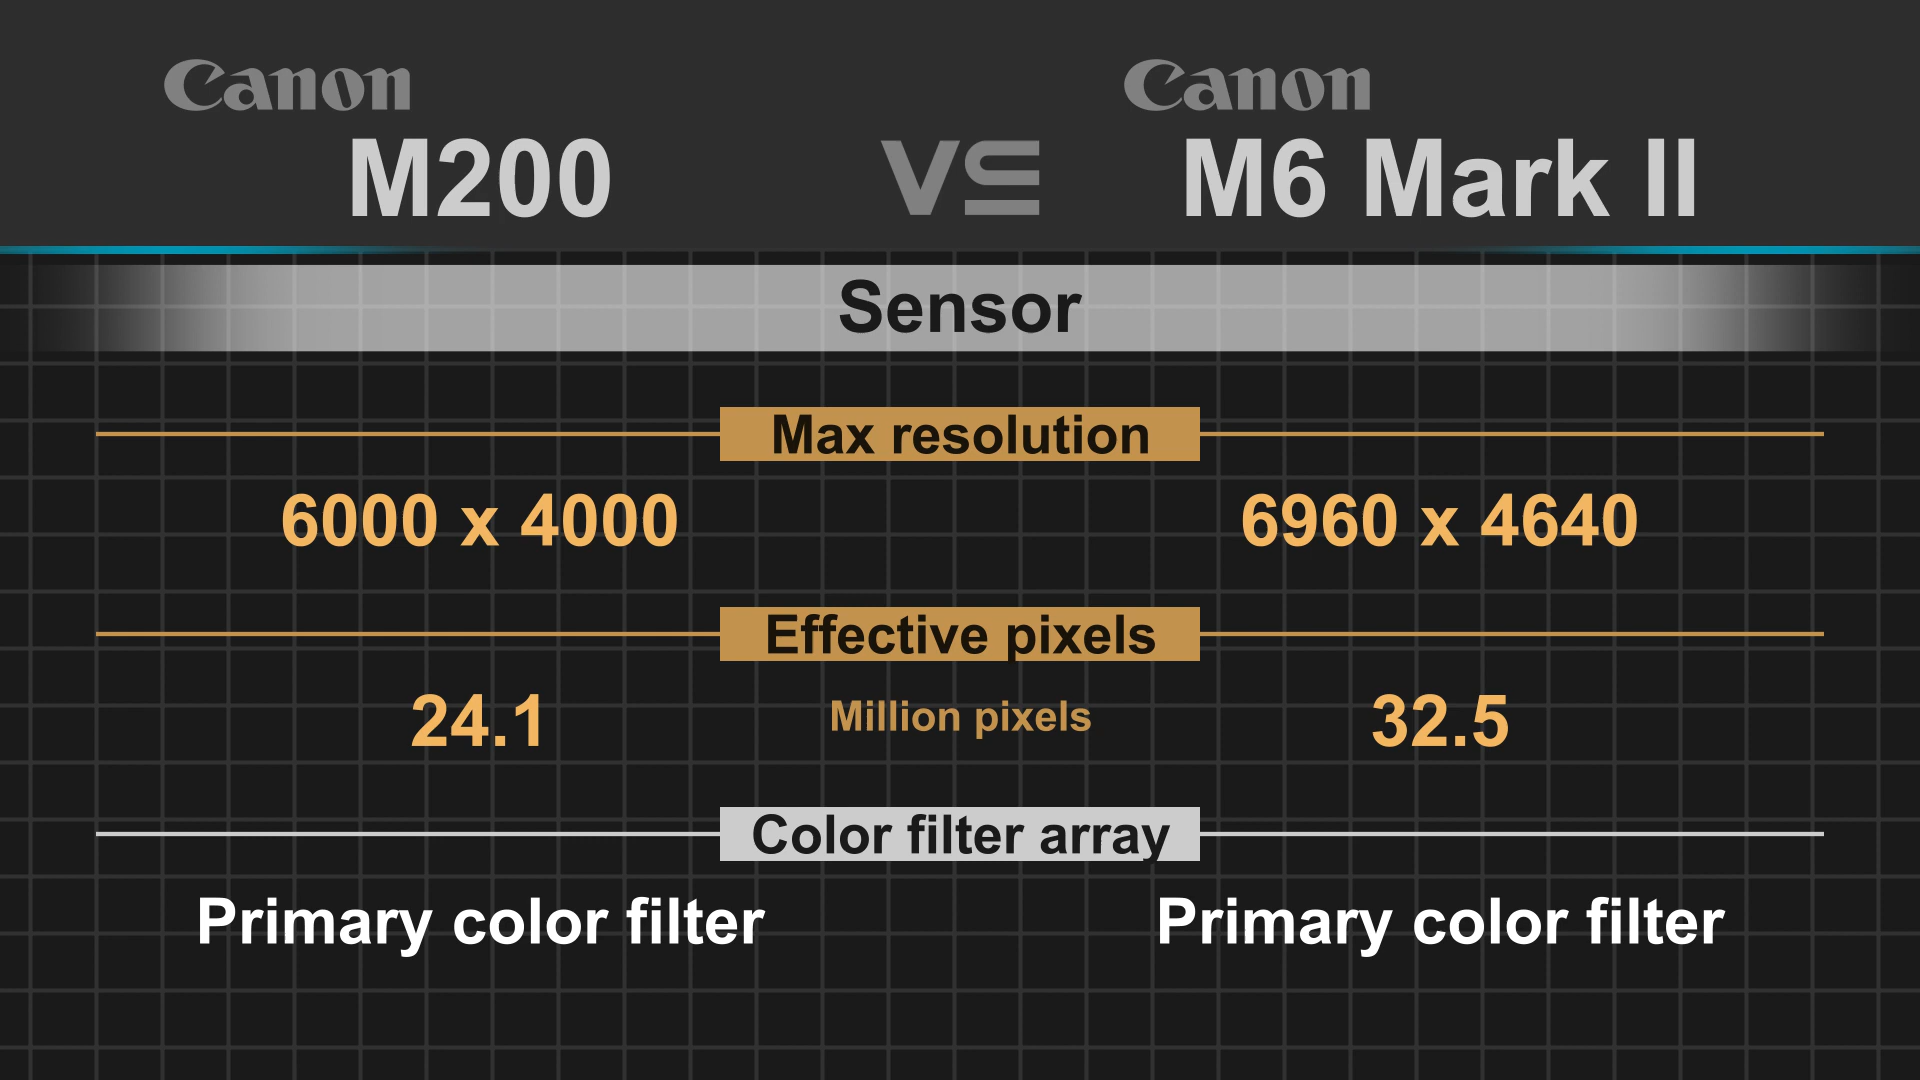 Canon
Canon
M200
VS
M6 Mark II
Sensor
Max resolution
6000 x 4000
6960 x 4640
Effective pixels
24.1
Million pixels
32.5
Color filter array
Primary color filter
Primary color filter